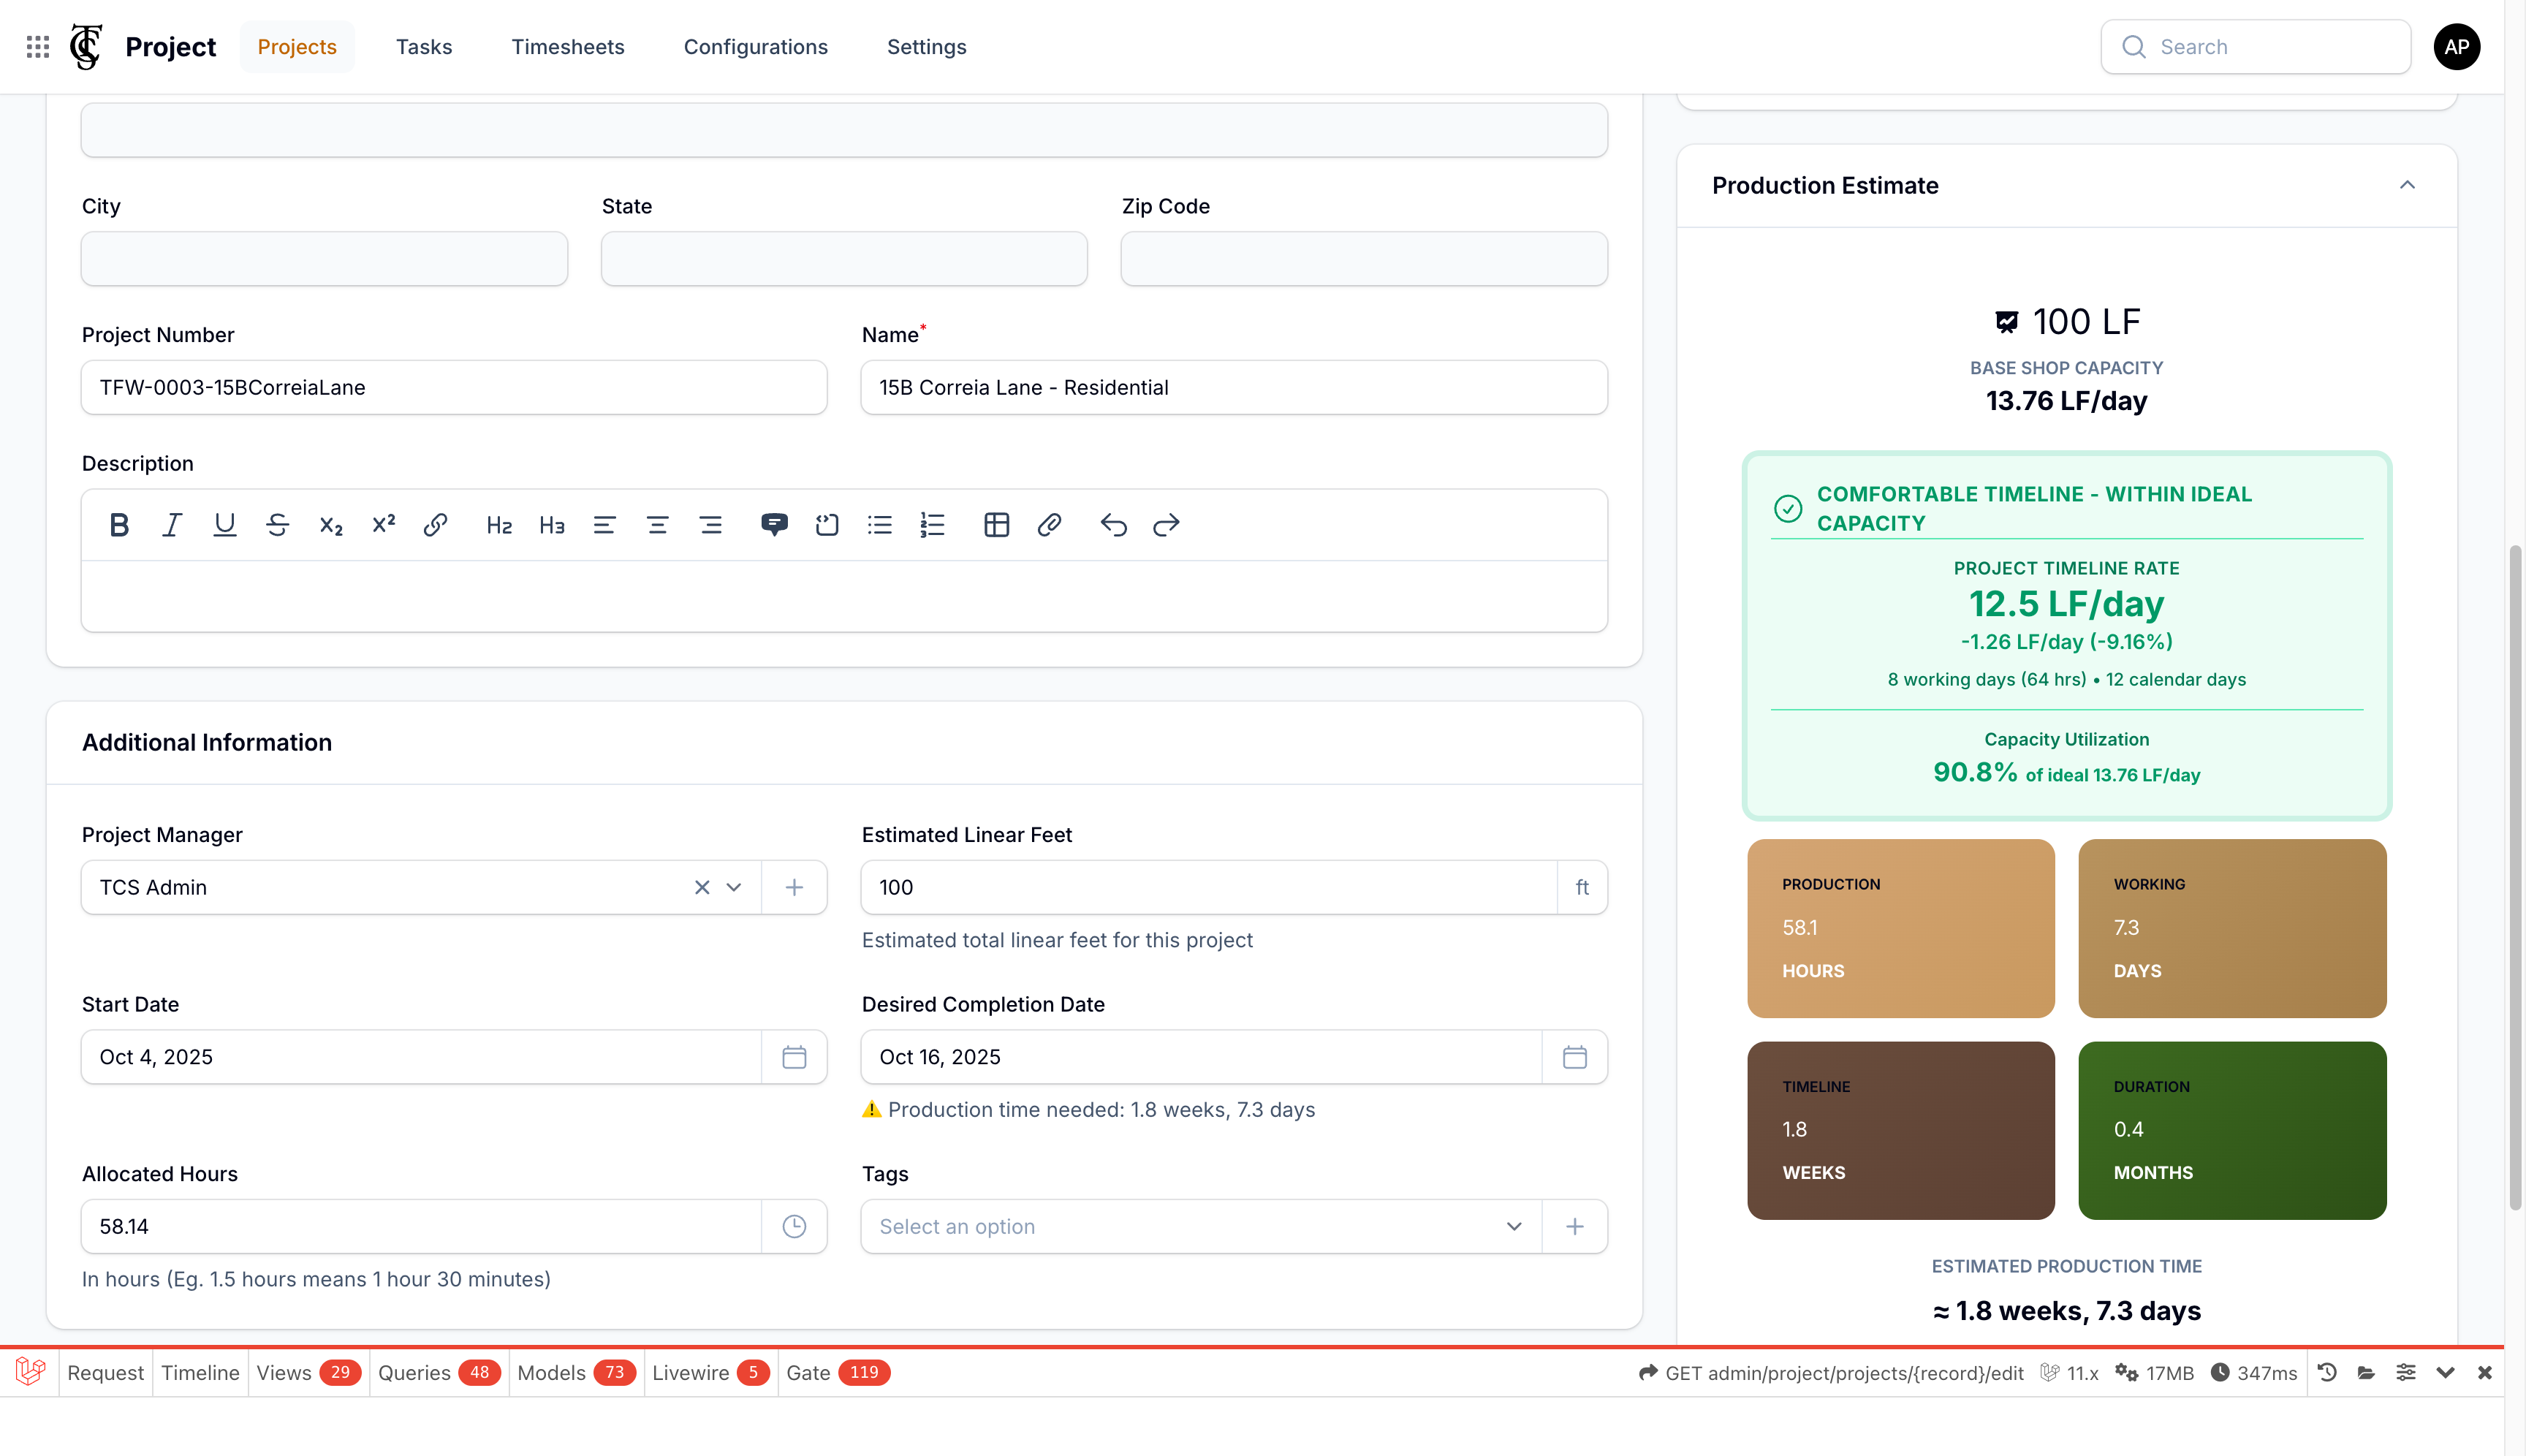 Project
Projects
Tasks
Timesheets
Configurations
Settings
Search
AP
City
State
Zip Code
Project Number
Name*
TFW-0003-15BCorreiaLane
15B Correia Lane - Residential
Description
B I U S x₂ x² H2 H3
Additional Information
Project Manager
Estimated Linear Feet
TCS Admin
100
ft
Estimated total linear feet for this project
Start Date
Desired Completion Date
Oct 4, 2025
Oct 16, 2025
Production time needed: 1.8 weeks, 7.3 days
Allocated Hours
Tags
58.14
Select an option
In hours (Eg. 1.5 hours means 1 hour 30 minutes)
Production Estimate
100 LF
BASE SHOP CAPACITY
13.76 LF/day
COMFORTABLE TIMELINE - WITHIN IDEAL
CAPACITY
PROJECT TIMELINE RATE
12.5 LF/day
-1.26 LF/day (-9.16%)
8 working days (64 hrs) • 12 calendar days
Capacity Utilization
90.8% of ideal 13.76 LF/day
PRODUCTION
58.1
HOURS
WORKING
7.3
DAYS
TIMELINE
1.8
WEEKS
DURATION
0.4
MONTHS
ESTIMATED PRODUCTION TIME
≈ 1.8 weeks, 7.3 days
Request
Timeline
Views 29
Queries 48
Models 73
Livewire 5
Gate 119
GET admin/project/projects/{record}/edit
11.x
17MB
347ms